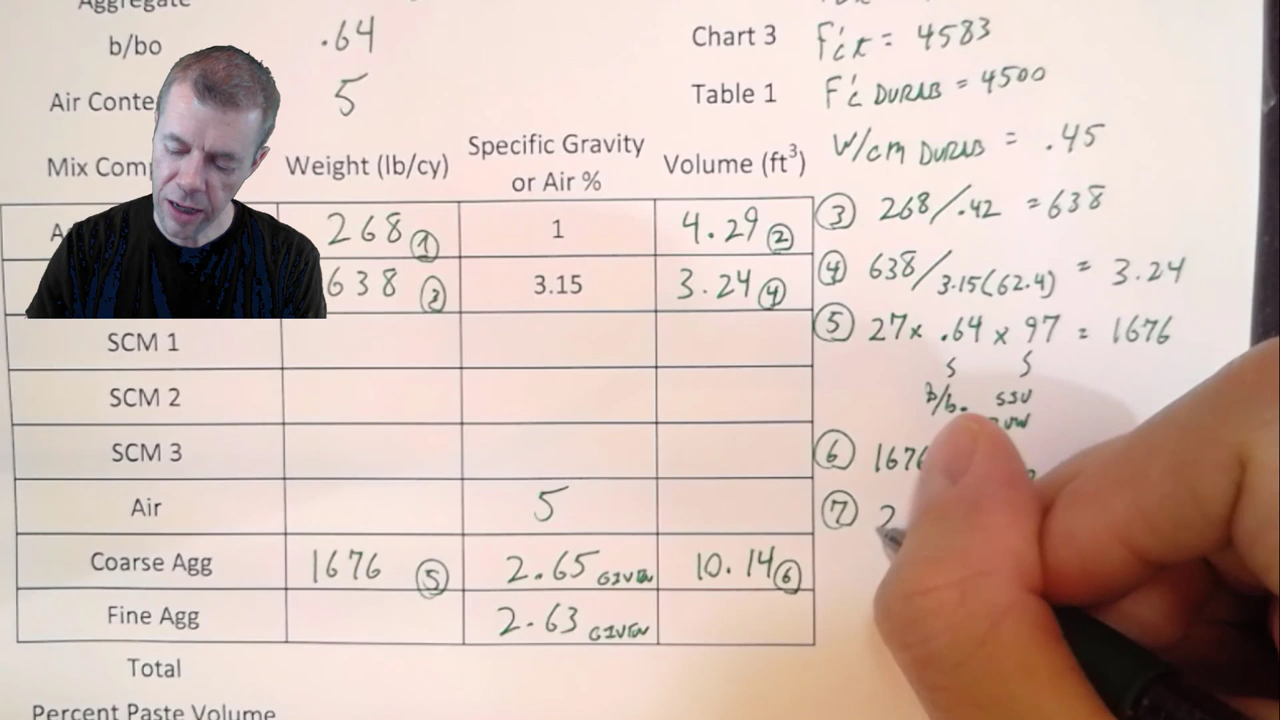 Aggregate
b/bo .64 Chart 3 F'cr = 4583
Air Conte 5 Table 1 F'c DURAB = 4500
W/cm DURAB = .45
Mix Comp Weight (lb/cy) Specific Gravity or Air % Volume (ft³)
268 ① 1 4.29 ② ③ 268/.42 = 638
638 ③ 3.15 3.24 ④ ④ 638/3.15(62.4) = 3.24
SCM 1 ⑤ 27 x .64 x 97 = 1676
b/bo SSD
SCM 2
SCM 3 ⑥ 1676
Air 5 ⑦ 2
Coarse Agg 1676 ⑤ 2.65 GIVEN 10.14 ⑥
Fine Agg 2.63 GIVEN
Total
Percent Paste Volume